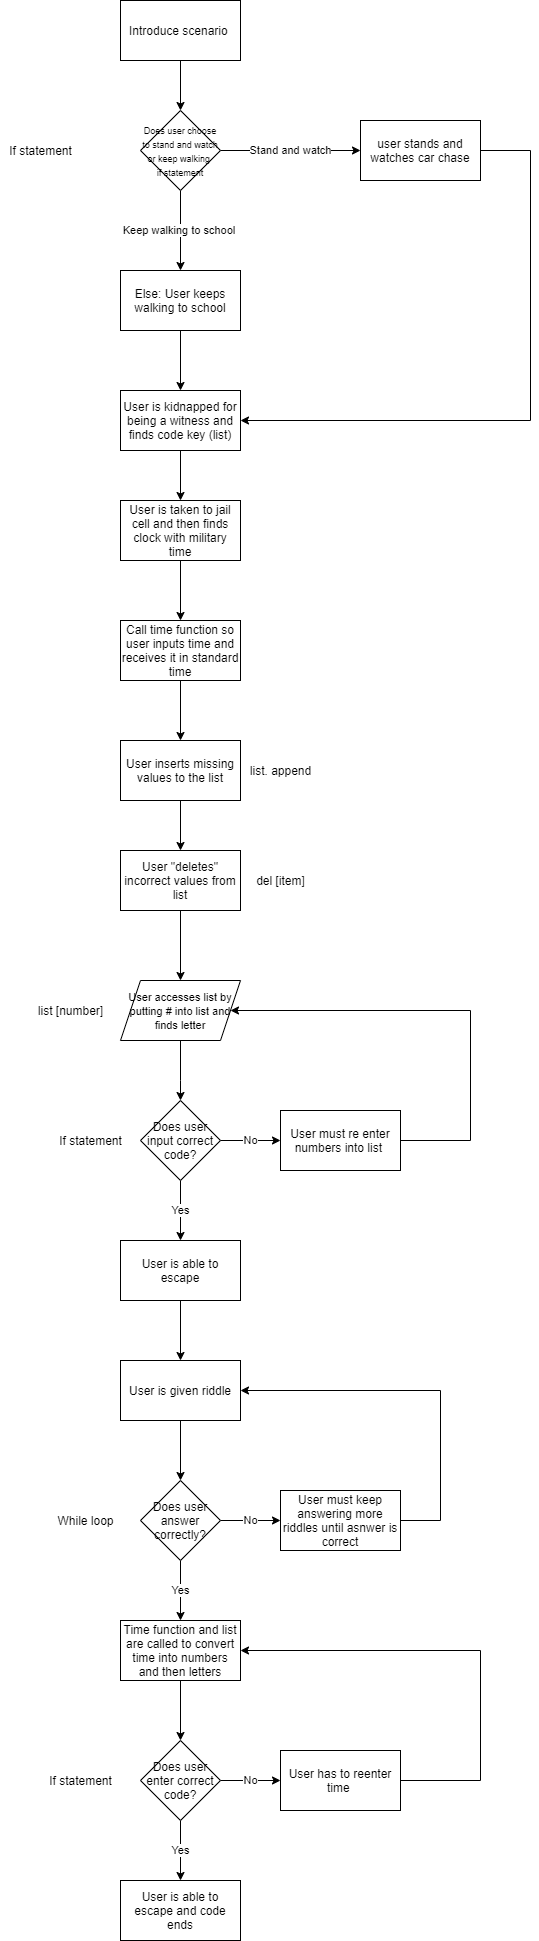 Introduce scenario
Does user choose
to stand and watch
or keep walking
if statement
If statement
Stand and watch
user stands and
watches car chase
Keep walking to school
Else: User keeps
walking to school
User is kidnapped for
being a witness and
finds code key (list)
User is taken to jail
cell and then finds
clock with military
time
Call time function so
user inputs time and
receives it in standard
time
User inserts missing
values to the list
list. append
User "deletes"
incorrect values from
list
del [item]
list [number]
User accesses list by
putting # into list and
finds letter
If statement
Does user
input correct
code?
No
User must re enter
numbers into list
Yes
User is able to
escape
User is given riddle
While loop
Does user
answer
correctly?
No
User must keep
answering more
riddles until asnwer is
correct
Yes
Time function and list
are called to convert
time into numbers
and then letters
If statement
Does user
enter correct
code?
No
User has to reenter
time
Yes
User is able to
escape and code
ends